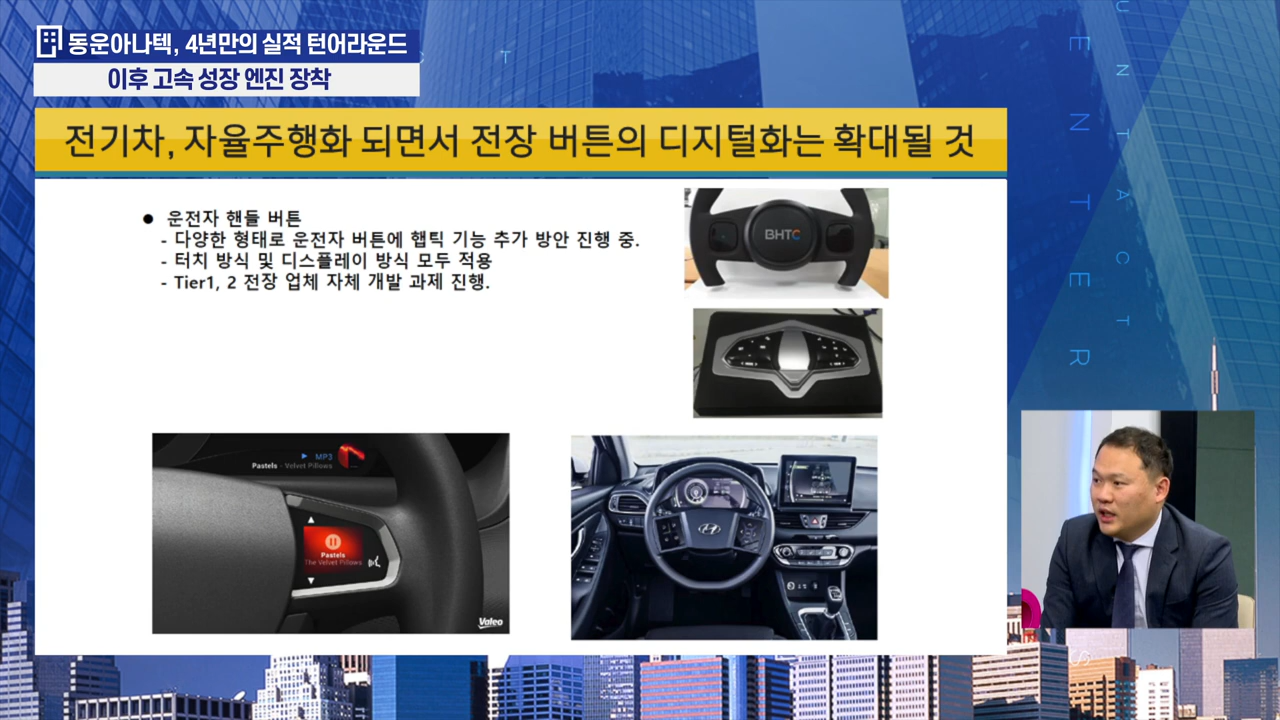 동운아나텍, 4년만의 실적 턴어라운드
이후 고속 성장 엔진 장착
전기차, 자율주행화 되면서 전장 버튼의 디지털화는 확대될 것
● 운전자 핸들 버튼
- 다양한 형태로 운전자 버튼에 햅틱 기능 추가 방안 진행 중.
- 터치 방식 및 디스플레이 방식 모두 적용
- Tier1, 2 전장 업체 자체 개발 과제 진행.
BHTC
MP3
Pastels - Velvet Pillows
Pastels
The Velvet Pillows
Valeo
UNTACT
ENTER